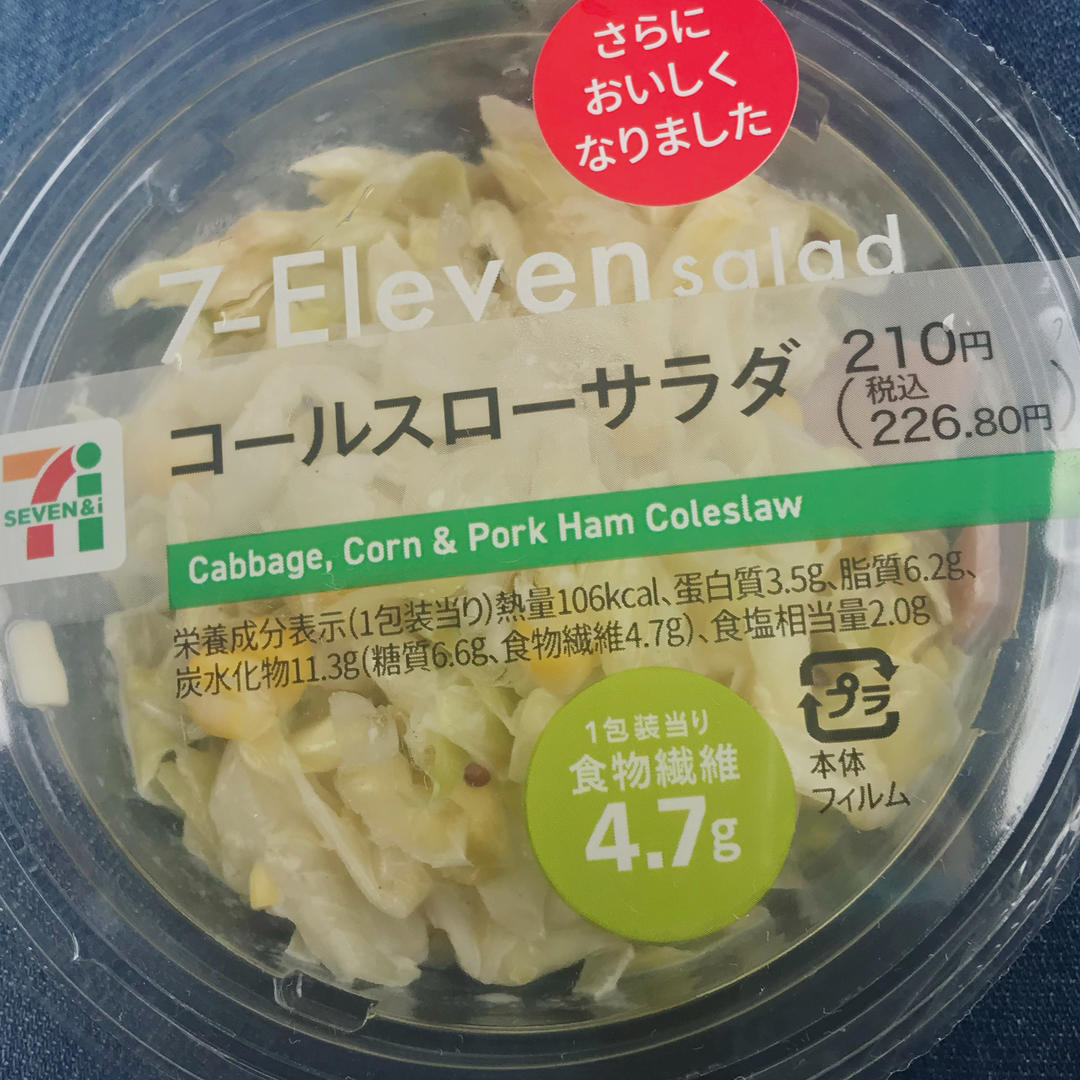 さらに
おいしく
なりました
7-Eleven salad
コールスローサラダ
210円
(税込
226.80円)
SEVEN&i
Cabbage, Corn & Pork Ham Coleslaw
栄養成分表示(1包装当り)熱量106kcal、蛋白質3.5g、脂質6.2g、
炭水化物11.3g(糖質6.6g、食物繊維4.7g)、食塩相当量2.0g
1包装当り
食物繊維
4.7g
プラ
本体
フィルム